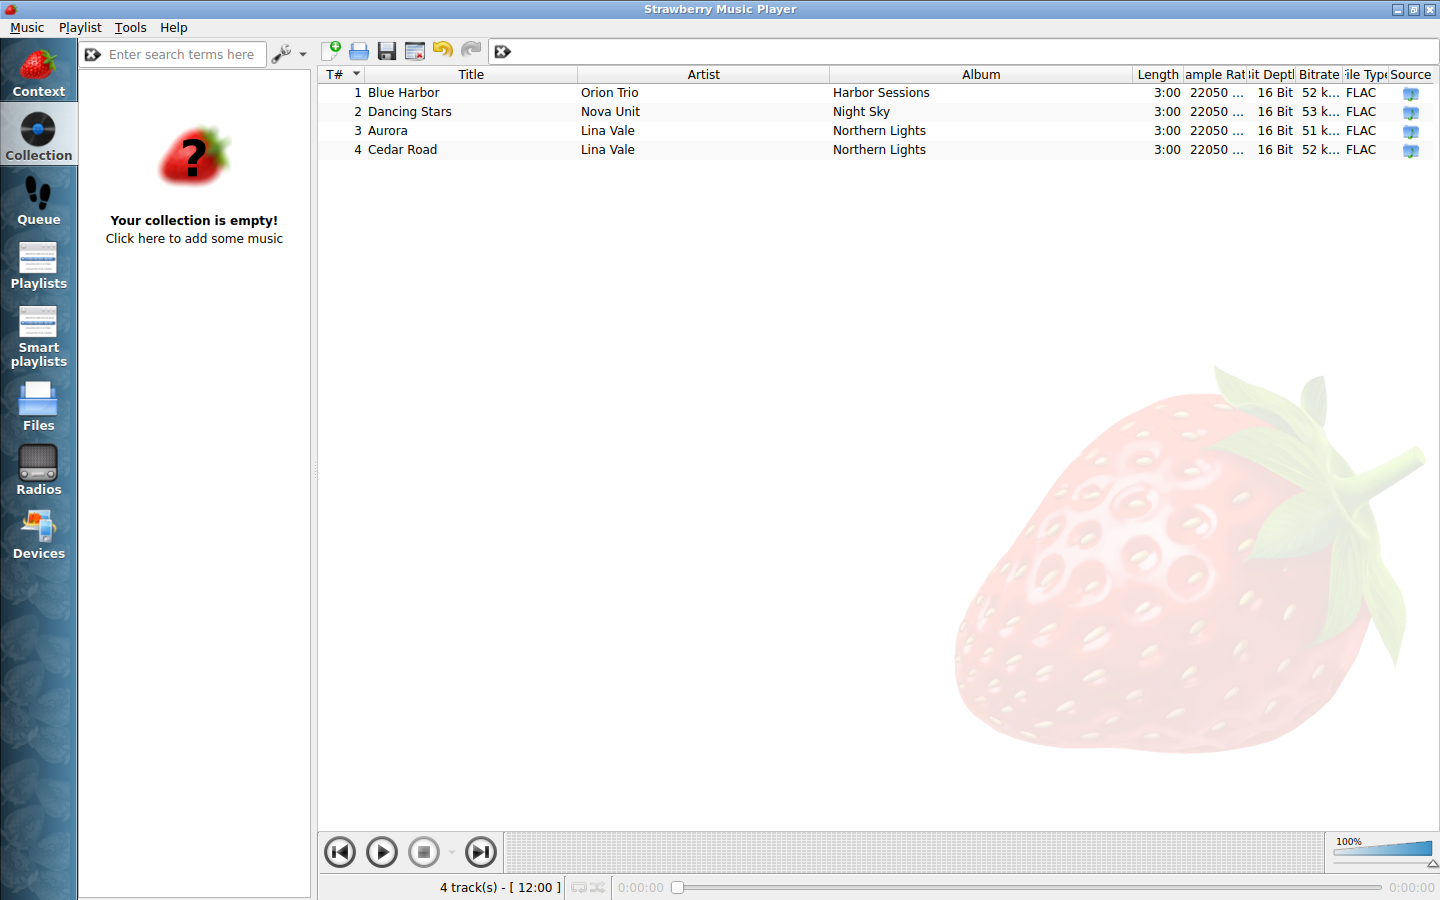 Strawberry Music Player
Music Playlist Tools Help
Enter search terms here
Context
Collection
Queue
Playlists
Smart
playlists
Files
Radios
Devices
?
Your collection is empty!
Click here to add some music
T# Title Artist Album Length ample Rat it Deptl Bitrate ile Type Source
1 Blue Harbor Orion Trio Harbor Sessions 3:00 22050 ... 16 Bit 52 k... FLAC
2 Dancing Stars Nova Unit Night Sky 3:00 22050 ... 16 Bit 53 k... FLAC
3 Aurora Lina Vale Northern Lights 3:00 22050 ... 16 Bit 51 k... FLAC
4 Cedar Road Lina Vale Northern Lights 3:00 22050 ... 16 Bit 52 k... FLAC
100%
4 track(s) - [ 12:00 ] 0:00:00 0:00:00